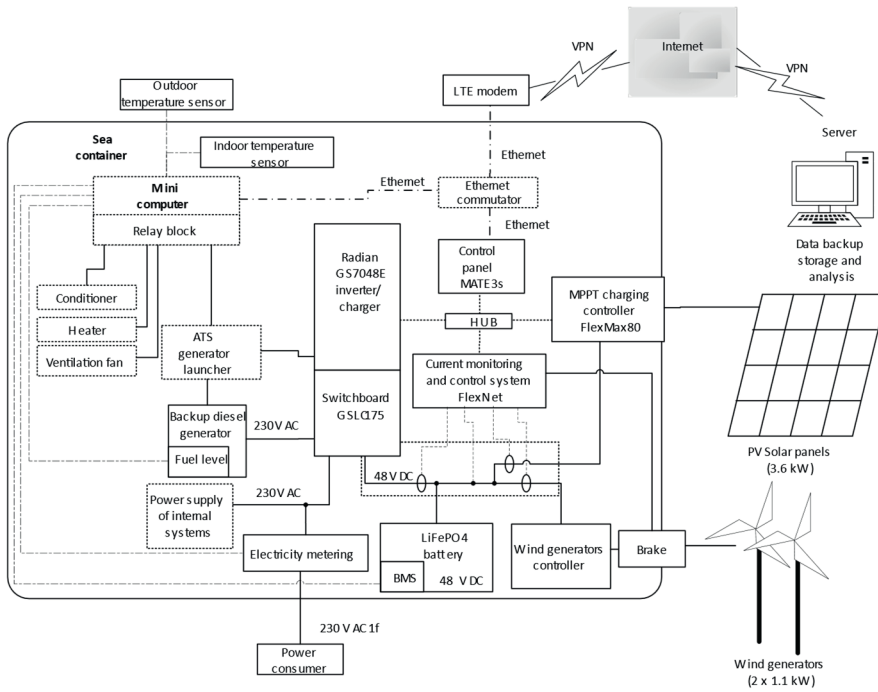 VPN
Internet
VPN
LTE modem
Outdoor
temperature sensor
Server
Sea
container
Indoor temperature
sensor
Ethernet
Mini
computer
Ethernet
Ethernet
commutator
Relay block
Ethernet
Data backup
storage and
analysis
Radian
GS7048E
inverter/
charger
Control
panel
MATE3s
MPPT charging
controller
FlexMax80
Conditioner
HUB
Heater
ATS
generator
launcher
Ventilation fan
Current monitoring
and control system
FlexNet
Switchboard
GSLC175
Backup diesel
generator
230V AC
Fuel level
PV Solar panels
(3.6 kW)
48V DC
Power supply
of internal
systems
230V AC
LiFePO4
battery
Wind generators
controller
Brake
Electricity metering
BMS
48 V DC
230 V AC 1f
Power
consumer
Wind generators
(2 x 1.1 kW)